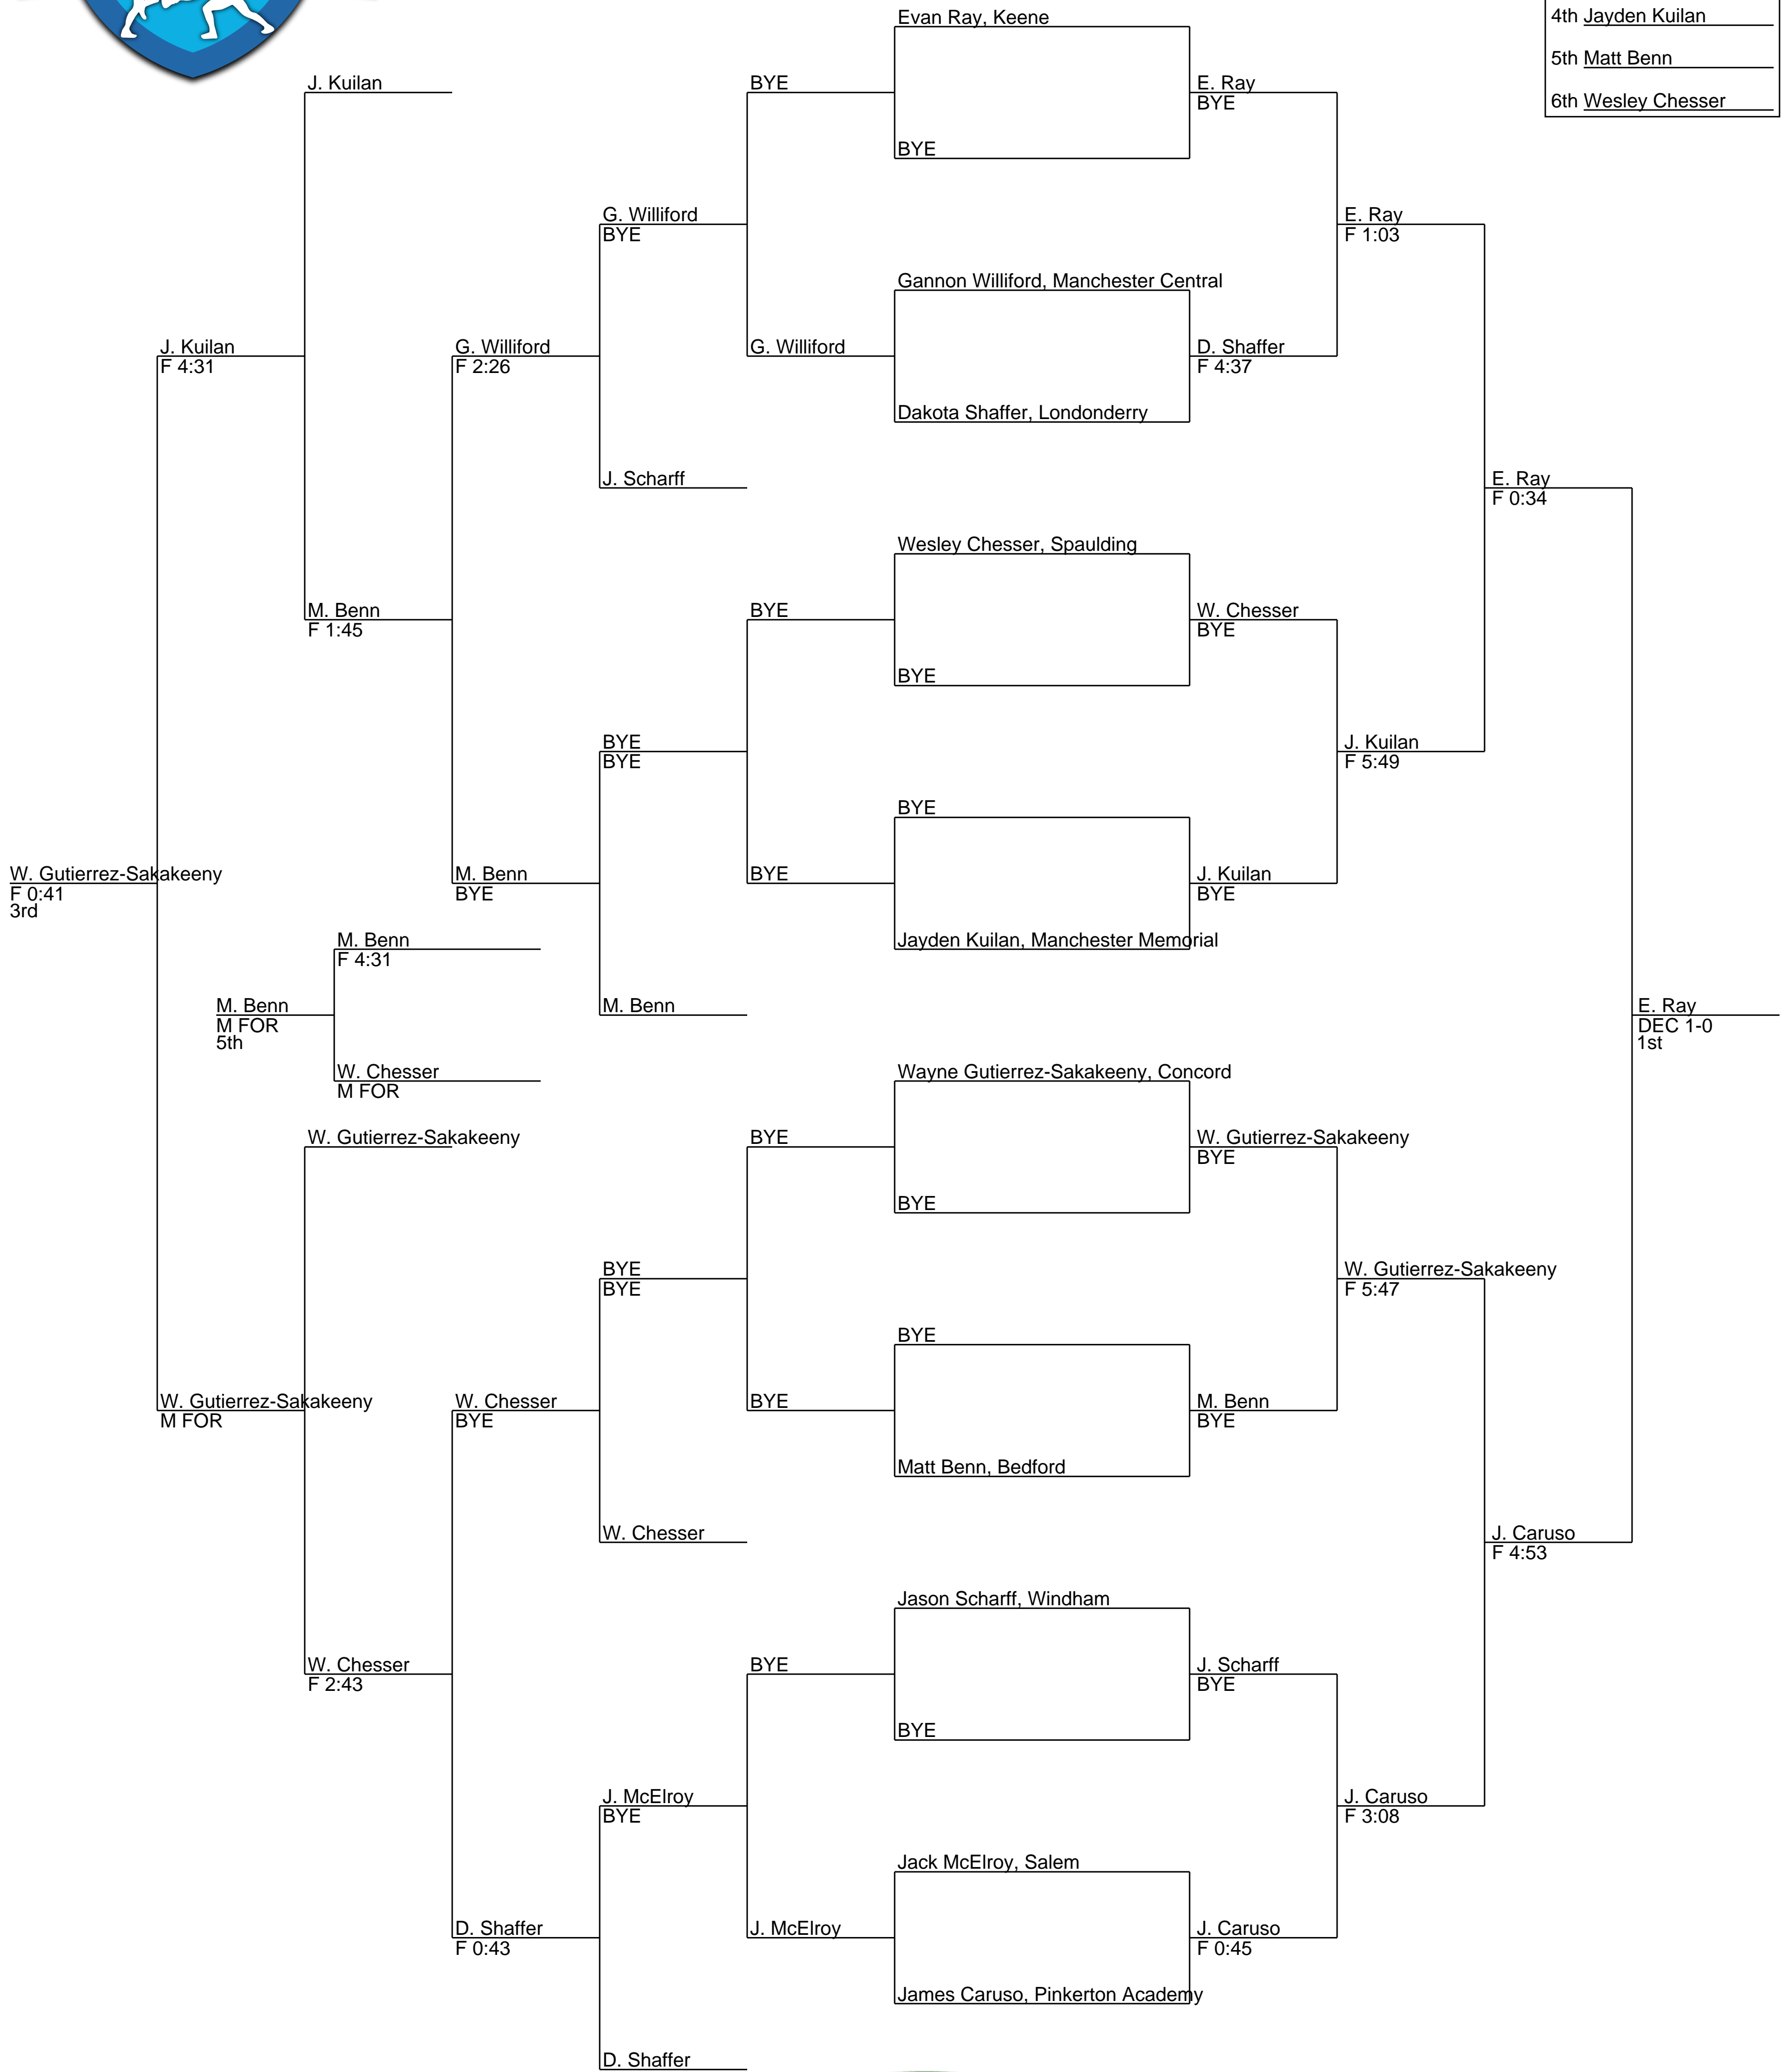 Evan Ray, Keene
4th Jayden Kuilan
5th Matt Benn
6th Wesley Chesser
J. Kuilan
BYE
E. Ray
BYE
BYE
G. Williford
BYE
E. Ray
F 1:03
Gannon Williford, Manchester Central
J. Kuilan
F 4:31
G. Williford
F 2:26
G. Williford
D. Shaffer
F 4:37
Dakota Shaffer, Londonderry
J. Scharff
E. Ray
F 0:34
Wesley Chesser, Spaulding
M. Benn
F 1:45
BYE
W. Chesser
BYE
BYE
BYE
BYE
J. Kuilan
F 5:49
BYE
W. Gutierrez-Sakakeeny
F 0:41
3rd
M. Benn
BYE
BYE
J. Kuilan
BYE
M. Benn
F 4:31
Jayden Kuilan, Manchester Memorial
M. Benn
M FOR
5th
M. Benn
E. Ray
DEC 1-0
1st
W. Chesser
M FOR
Wayne Gutierrez-Sakakeeny, Concord
W. Gutierrez-Sakakeeny
BYE
W. Gutierrez-Sakakeeny
BYE
BYE
BYE
BYE
W. Gutierrez-Sakakeeny
F 5:47
BYE
W. Gutierrez-Sakakeeny
M FOR
W. Chesser
BYE
BYE
M. Benn
BYE
Matt Benn, Bedford
W. Chesser
J. Caruso
F 4:53
Jason Scharff, Windham
W. Chesser
F 2:43
BYE
J. Scharff
BYE
BYE
J. McElroy
BYE
J. Caruso
F 3:08
Jack McElroy, Salem
D. Shaffer
F 0:43
J. McElroy
J. Caruso
F 0:45
James Caruso, Pinkerton Academy
D. Shaffer